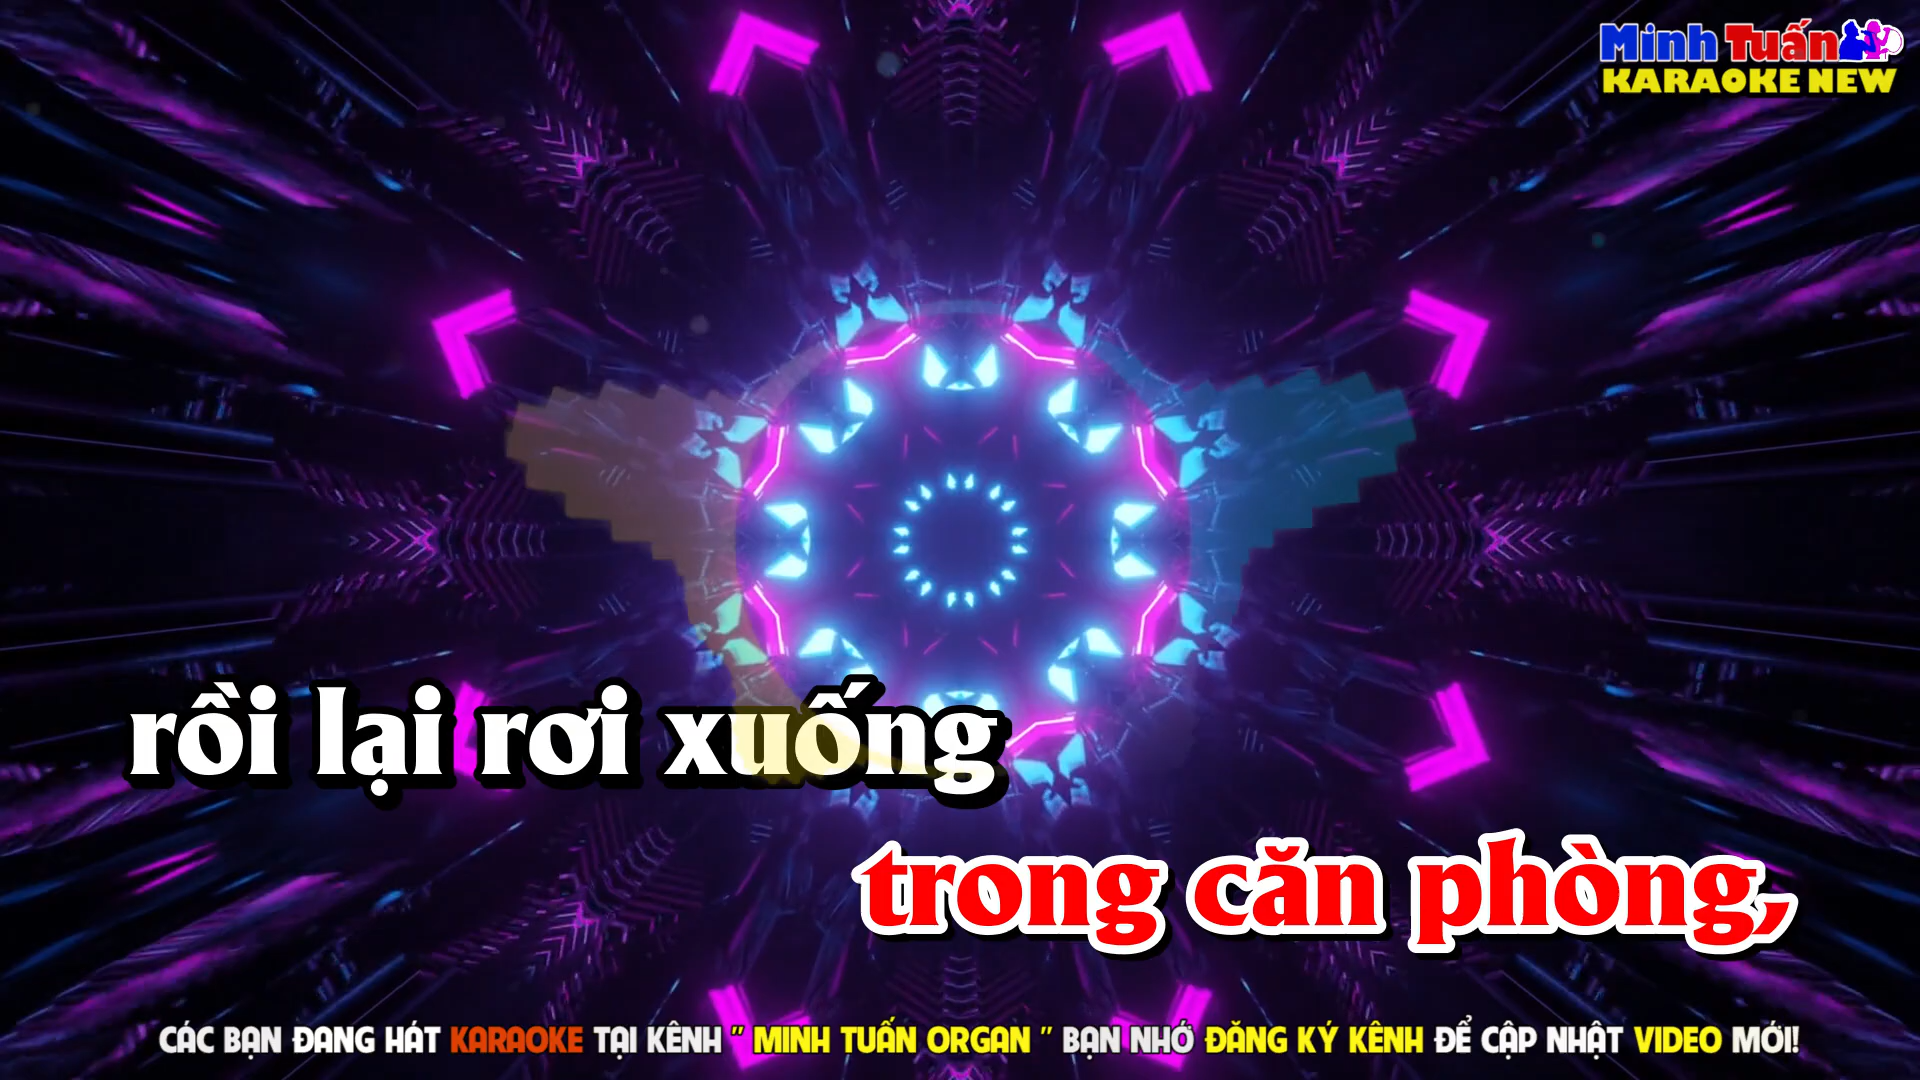 Minh Tuấn
KARAOKE NEW
rồi lại rơi xuống
trong căn phòng,
CÁC BẠN ĐANG HÁT KARAOKE TẠI KÊNH " MINH TUẤN ORGAN " BẠN NHỚ ĐĂNG KÝ KÊNH ĐỂ CẬP NHẬT VIDEO MỚI!